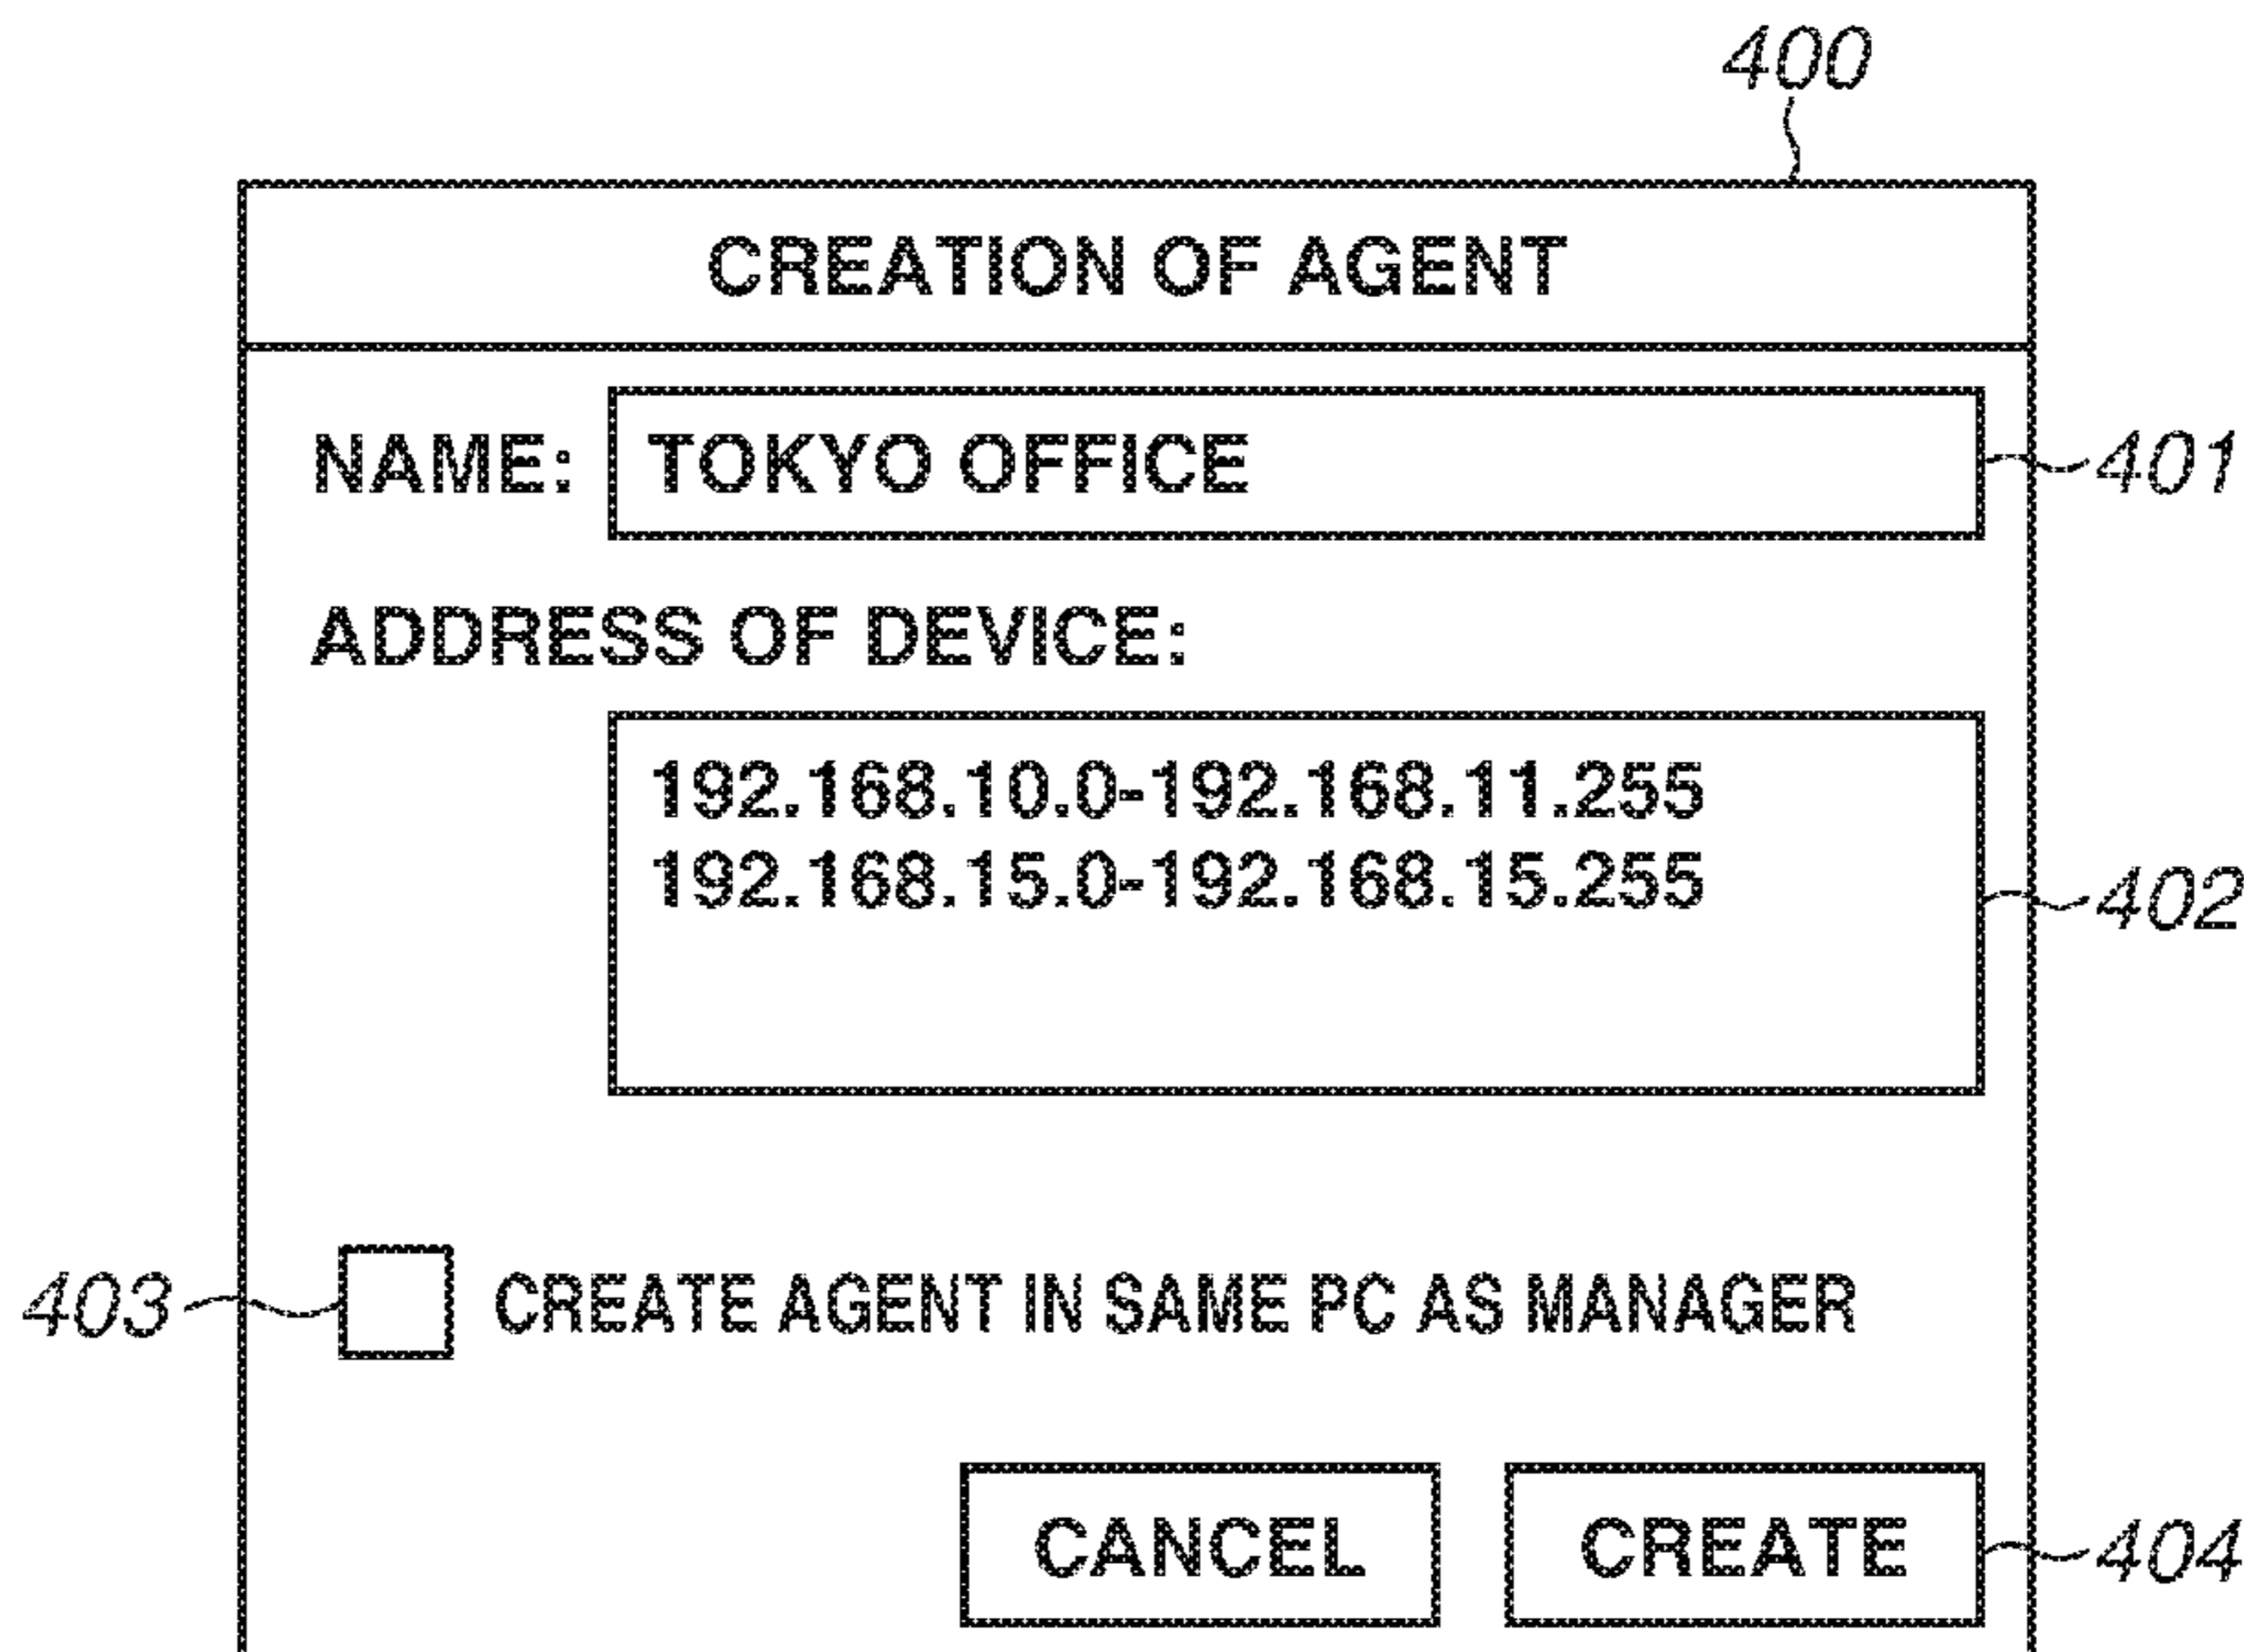 400
CREATION OF AGENT
NAME: TOKYO OFFICE 401
ADDRESS OF DEVICE:
192.168.10.0-192.168.11.255
192.168.15.0-192.168.15.255
402
403 CREATE AGENT IN SAME PC AS MANAGER
CANCEL CREATE 404